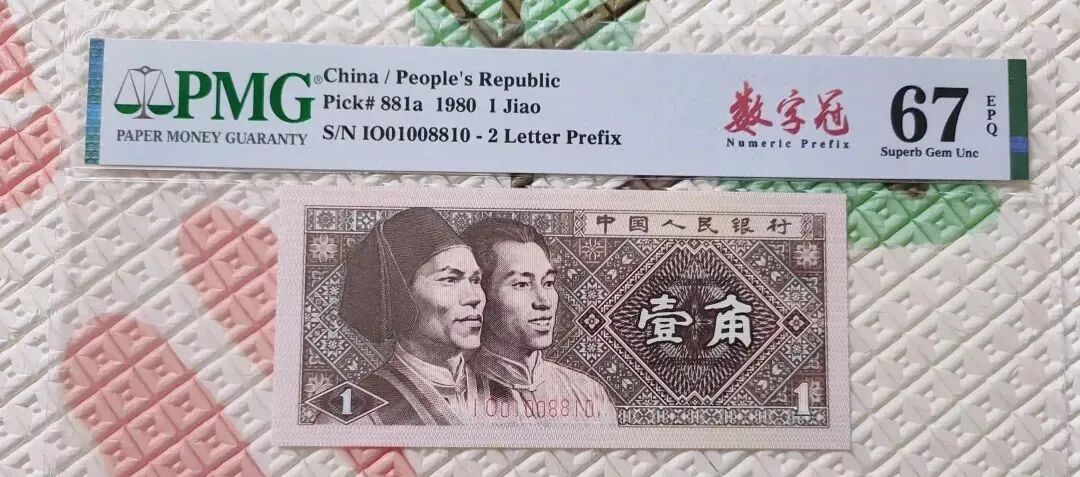 PMG®
PAPER MONEY GUARANTY
China / People's Republic
Pick# 881a 1980 1 Jiao
S/N IO01008810 - 2 Letter Prefix
数字冠
Numeric Prefix
67
Superb Gem Unc
EPQ
中国人民银行
壹角
1
IO01008810
1